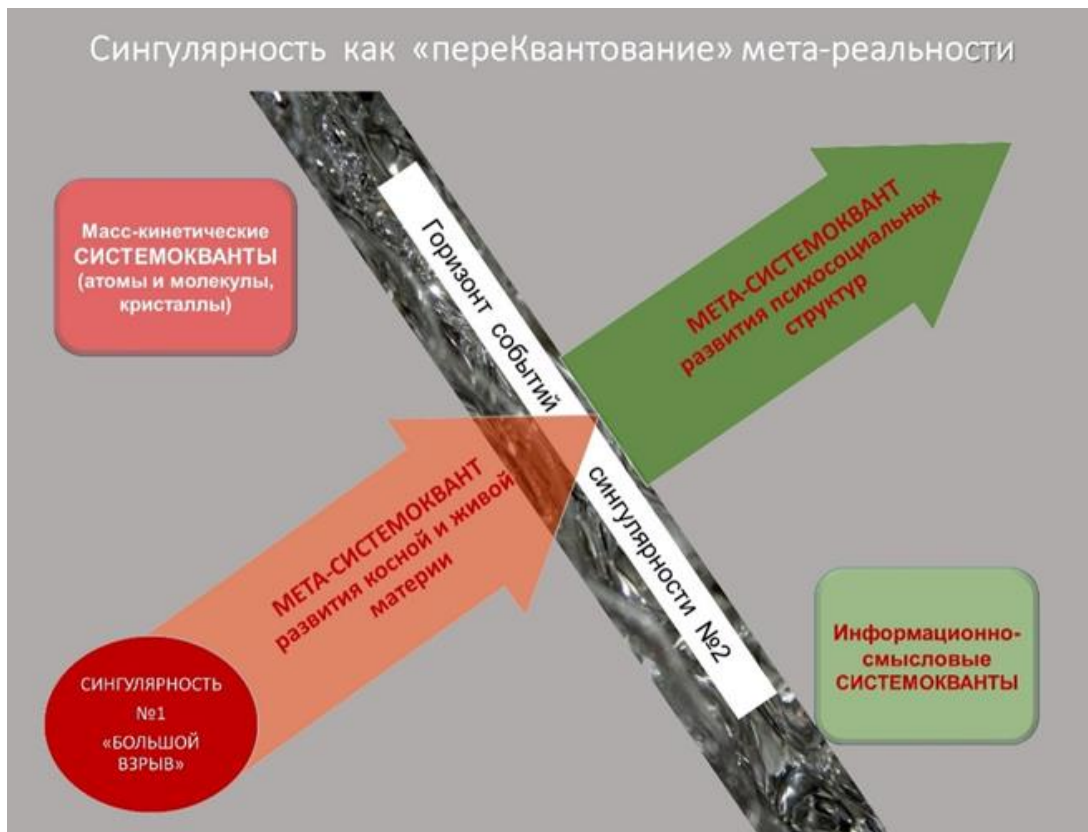 Сингулярность как «переКвантование» мета-реальности
Масс-кинетические
СИСТЕМОКВАНТЫ
(атомы и молекулы,
кристаллы)
Горизонт событий сингулярности №2
МЕТА-СИСТЕМОКВАНТ
развития психосоциальных
структур
МЕТА-СИСТЕМОКВАНТ
развития косной и живой
материи
СИНГУЛЯРНОСТЬ
№1
«БОЛЬШОЙ
ВЗРЫВ»
Информационно-
смысловые
СИСТЕМОКВАНТЫ